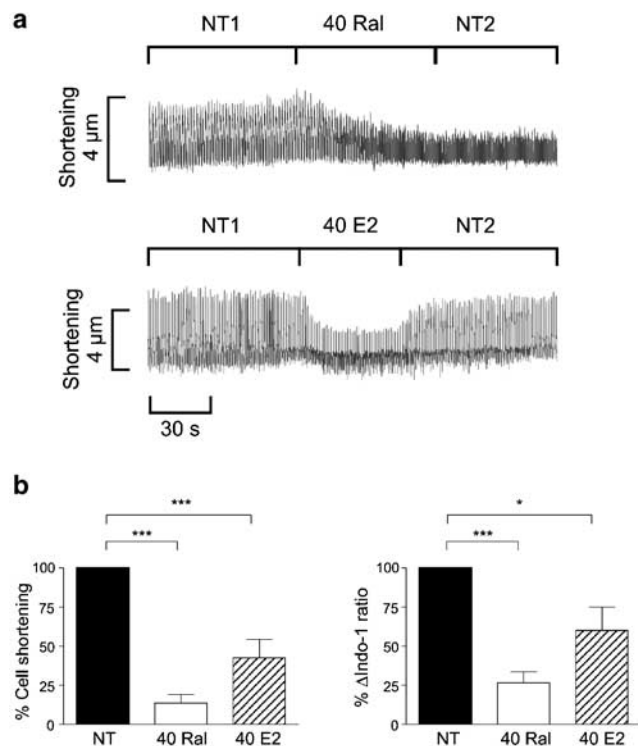 a
NT1 40 Ral NT2
Shortening
4 μm
NT1 40 E2 NT2
Shortening
4 μm
30 s
b
***
***
% Cell shortening
100
75
50
25
0
NT 40 Ral 40 E2
*
***
% ΔIndo-1 ratio
100
75
50
25
0
NT 40 Ral 40 E2